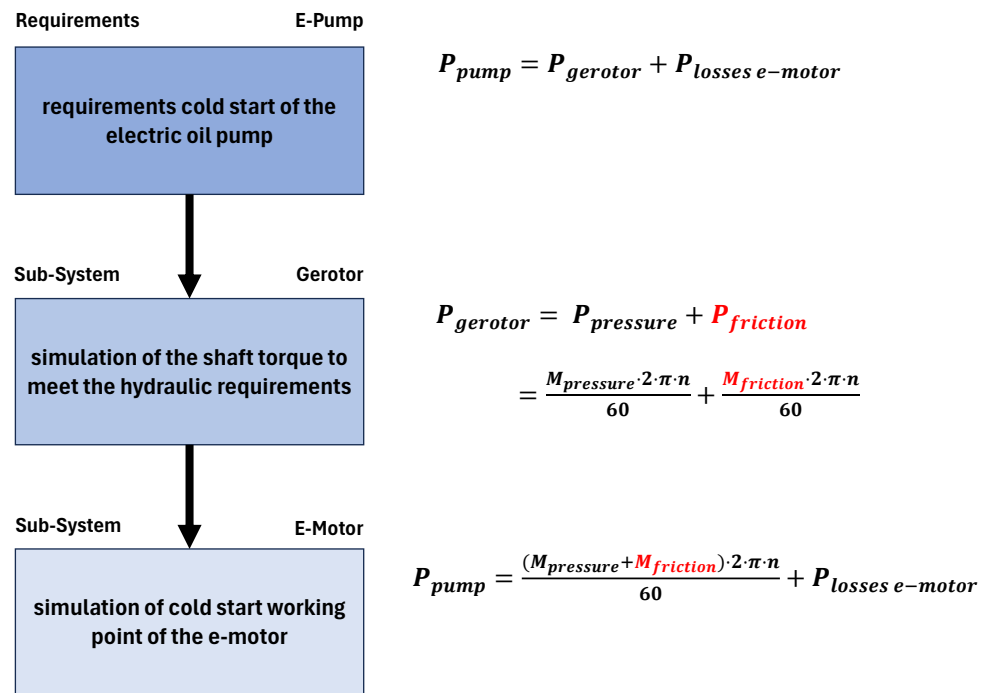 Requirements E-Pump
requirements cold start of the
electric oil pump
P_pump = P_gerotor + P_losses e−motor
Sub-System Gerotor
simulation of the shaft torque to
meet the hydraulic requirements
P_gerotor = P_pressure + P_friction
= M_pressure·2·π·n/60 + M_friction·2·π·n/60
Sub-System E-Motor
simulation of cold start working
point of the e-motor
P_pump = (M_pressure+M_friction)·2·π·n/60 + P_losses e−motor